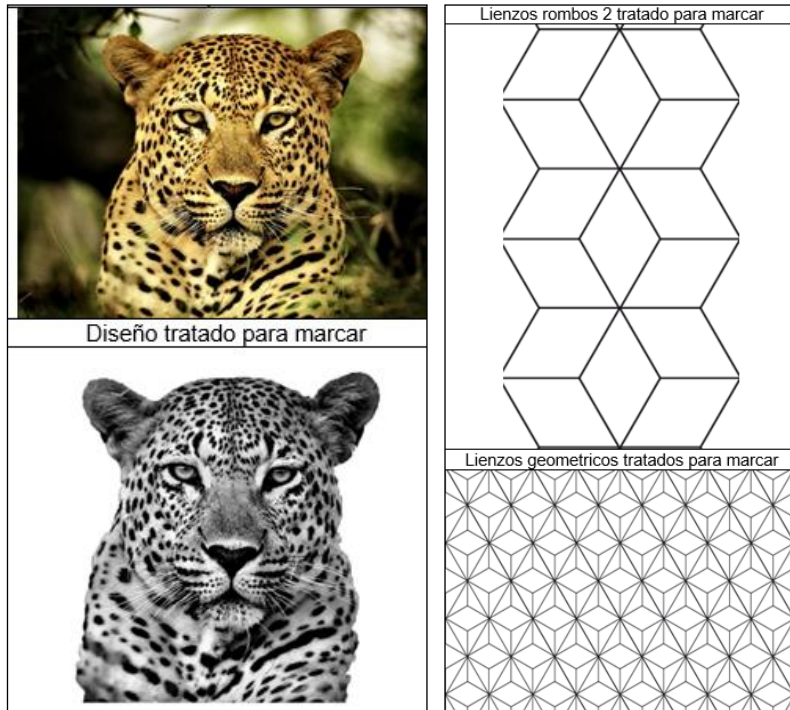 Diseño tratado para marcar
Lienzos rombos 2 tratado para marcar
Lienzos geometricos tratados para marcar